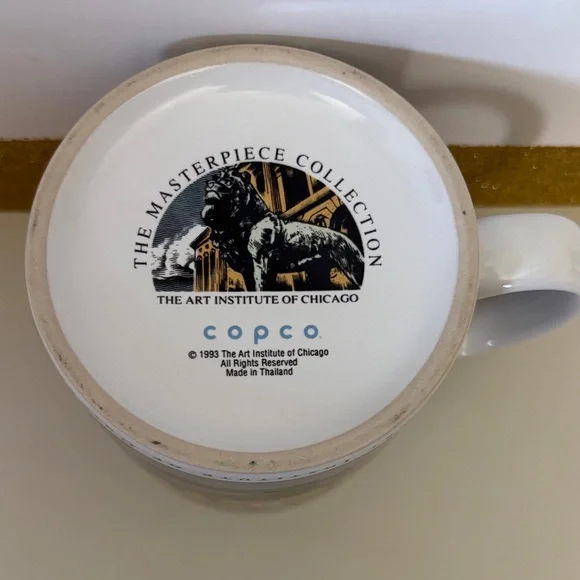 THE MASTERPIECE COLLECTION
THE ART INSTITUTE OF CHICAGO
copco™
© 1993 The Art Institute of Chicago
All Rights Reserved
Made in Thailand